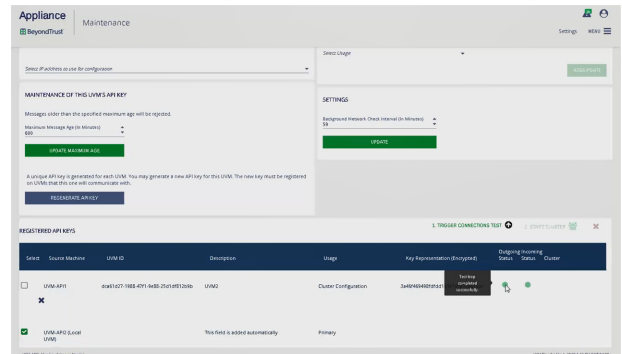 Appliance
BeyondTrust
Maintenance
Settings
MENU
Select IP address to use for configuration
Select Usage
ADD/UPDATE
MAINTENANCE OF THIS UVM'S API KEY
Messages older than the specified maximum age will be rejected.
Maximum Message Age (In Minutes)
UPDATE MAXIMUM AGE
A unique API key is generated for each UVM. You may generate a new API key for this UVM. The new key must be registered
on UVMs that this one will communicate with.
REGENERATE API KEY
SETTINGS
Background Network Check Interval (In Minutes)
UPDATE
REGISTERED API KEYS
1. TRIGGER CONNECTIONS TEST
2. START CLUSTER
Select Source Machine UVM ID Description Usage Key Representation (Encrypted) Outgoing Status Incoming Status Cluster
Test loop
completed
successfully.
UVM-API1 UVM2 Cluster Configuration
UVM-API2 (Local
UVM)
This field is added automatically Primary